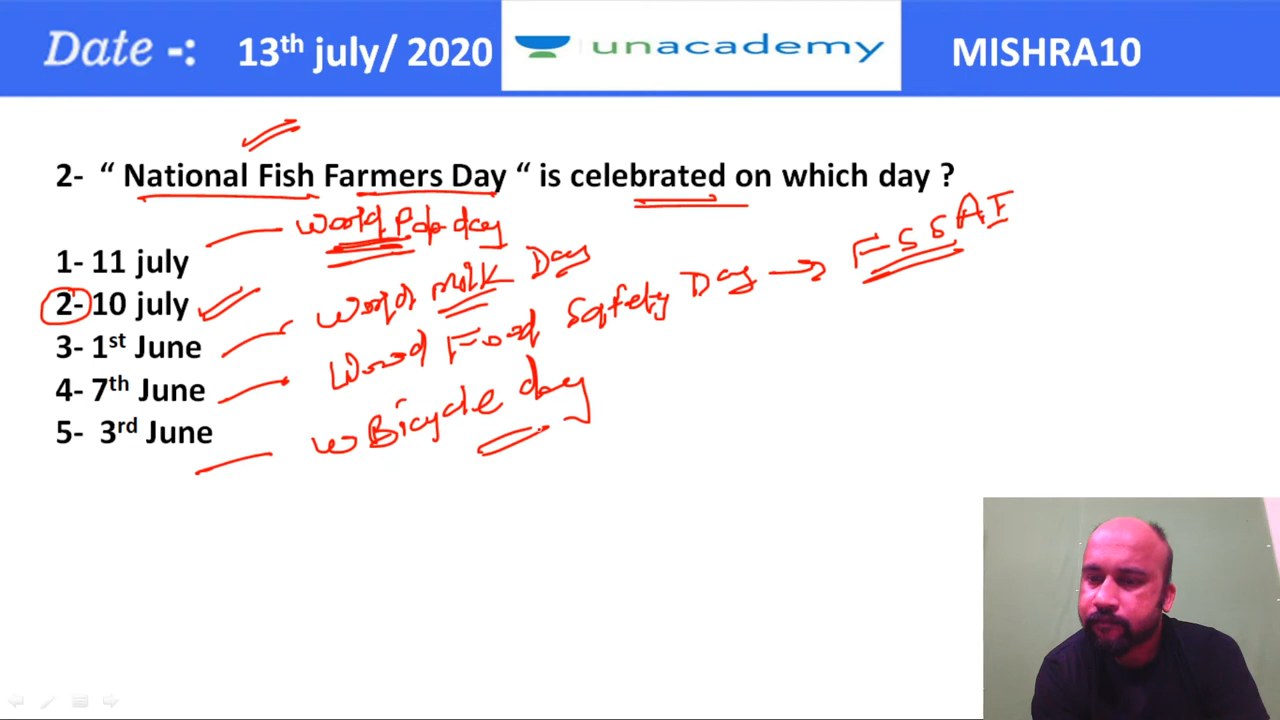 Date -: 13th july/ 2020 unacademy MISHRA10
2- “ National Fish Farmers Day “ is celebrated on which day ?
World Pop day
1- 11 july
2- 10 july
World Milk Day
3- 1st June
World Food Safety Day → FSSAI
4- 7th June
w Bicycle day
5- 3rd June